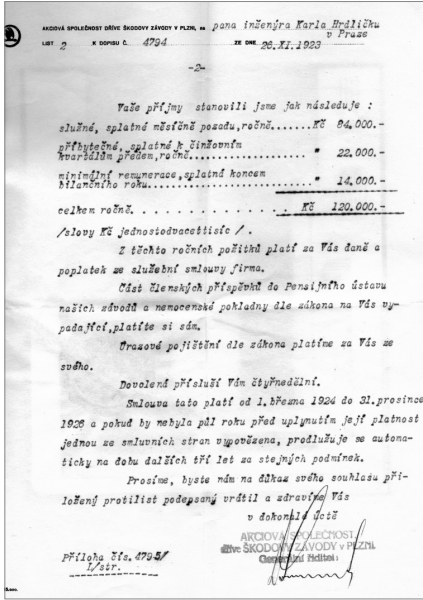 AKCIOVÁ SPOLEČNOST DŘÍVE ŠKODOVY ZÁVODY V PLZNI, na pana inženýra Karla Hrdličku
v Praze
LIST 2 K DOPISU Č. 4794 ZE DNE 26.XI.1923
-2-
Vaše příjmy stanovili jsme jak následuje :
služné, splatné měsíčně pozadu,ročně.......Kč 84.000.-
příbytečné, splatné k činžovním
kvartálům předem,ročně.................. " 22.000.-
minimální remunerace,splatná koncem
bilančního roku........................ " 14.000.-
celkem ročně. . . . . . . . . . . Kč 120.000.-
/slovy Kč jednostodvacettisíc /.
Z těchto ročních požitků platí za Vás daně a
poplatek ze služební smlouvy firma.
Část členských příspěvků do Pensijního ústavu
našich závodů a nemocenské pokladny dle zákona na Vás vy-
padající,platíte si sám.
Úrazové pojištění dle zákona platíme za Vás ze
svého.
Dovolená přísluší Vám čtyřnedělní.
Smlouva tato platí od 1.března 1924 do 31.prosince
1926 a pokud by nebyla půl roku před uplynutím její platnost
jednou ze smluvních stran vypovězena, prodlužuje se automa-
ticky na dobu dalších tří let za stejných podmínek.
Prosíme, byste nám na důkaz svého souhlasu při-
ložený protilist podepsaný vrátil a zdravíme Vás
v dokonalé úctě
AKCIOVÁ SPOLEČNOST,
dříve ŠKODOVY ZÁVODY v PLZNI.
Generální ředitel:
Příloha čís.4795/
I/str.